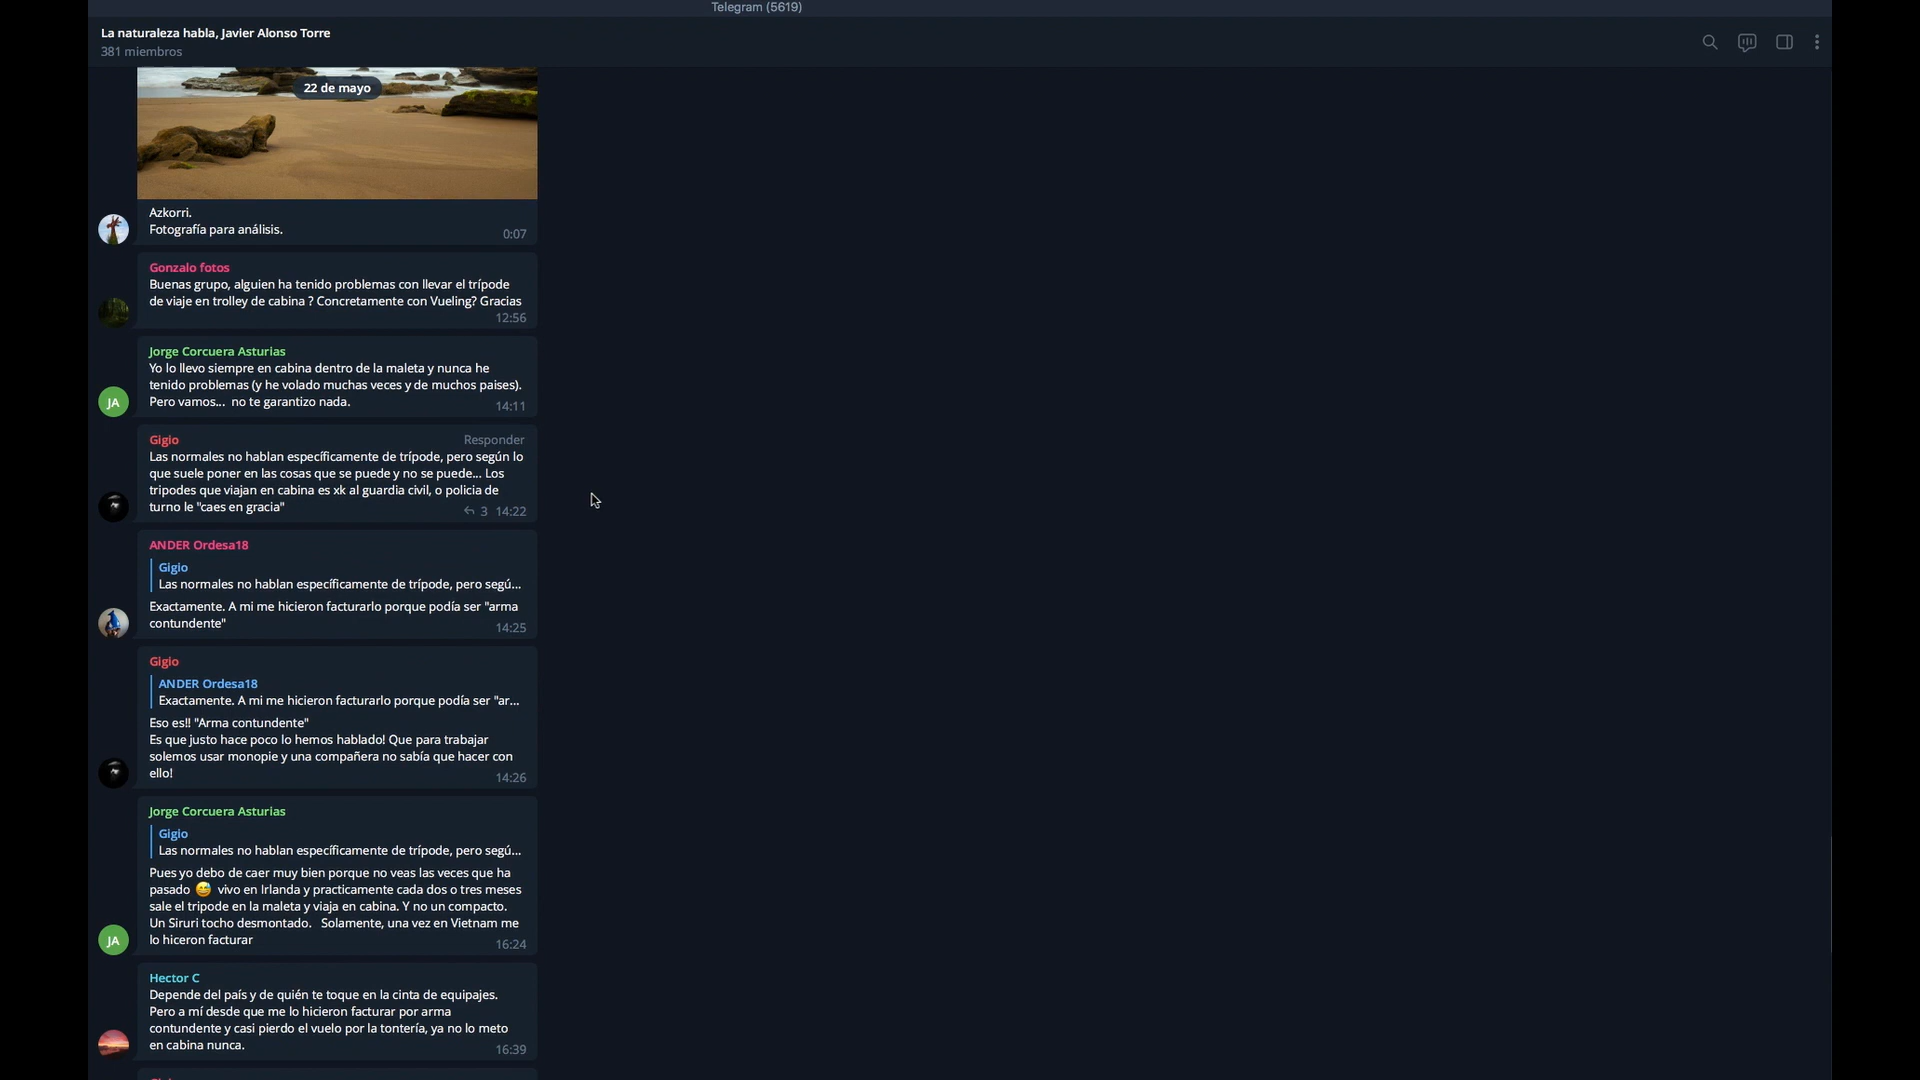 Telegram (5619)
La naturaleza habla, Javier Alonso Torre
381 miembros
22 de mayo
Azkorri.
Fotografía para análisis.
0:07
Gonzalo fotos
Buenas grupo, alguien ha tenido problemas con llevar el trípode
de viaje en trolley de cabina ? Concretamente con Vueling? Gracias
12:56
Jorge Corcuera Asturias
Yo lo llevo siempre en cabina dentro de la maleta y nunca he
tenido problemas (y he volado muchas veces y de muchos paises).
Pero vamos... no te garantizo nada.
14:11
JA
Gigio
Responder
Las normales no hablan específicamente de trípode, pero según lo
que suele poner en las cosas que se puede y no se puede... Los
tripodes que viajan en cabina es xk al guardia civil, o policia de
turno le "caes en gracia"
3 14:22
ANDER Ordesa18
Gigio
Las normales no hablan específicamente de trípode, pero segú...
Exactamente. A mi me hicieron facturarlo porque podía ser "arma
contundente"
14:25
Gigio
ANDER Ordesa18
Exactamente. A mi me hicieron facturarlo porque podía ser "ar...
Eso es!! "Arma contundente"
Es que justo hace poco lo hemos hablado! Que para trabajar
solemos usar monopie y una compañera no sabía que hacer con
ello!
14:26
Jorge Corcuera Asturias
Gigio
Las normales no hablan específicamente de trípode, pero segú...
Pues yo debo de caer muy bien porque no veas las veces que ha
pasado 😅 vivo en Irlanda y practicamente cada dos o tres meses
sale el tripode en la maleta y viaja en cabina. Y no un compacto.
Un Siruri tocho desmontado. Solamente, una vez en Vietnam me
lo hiceron facturar
16:24
JA
Hector C
Depende del país y de quién te toque en la cinta de equipajes.
Pero a mí desde que me lo hicieron facturar por arma
contundente y casi pierdo el vuelo por la tontería, ya no lo meto
en cabina nunca.
16:39